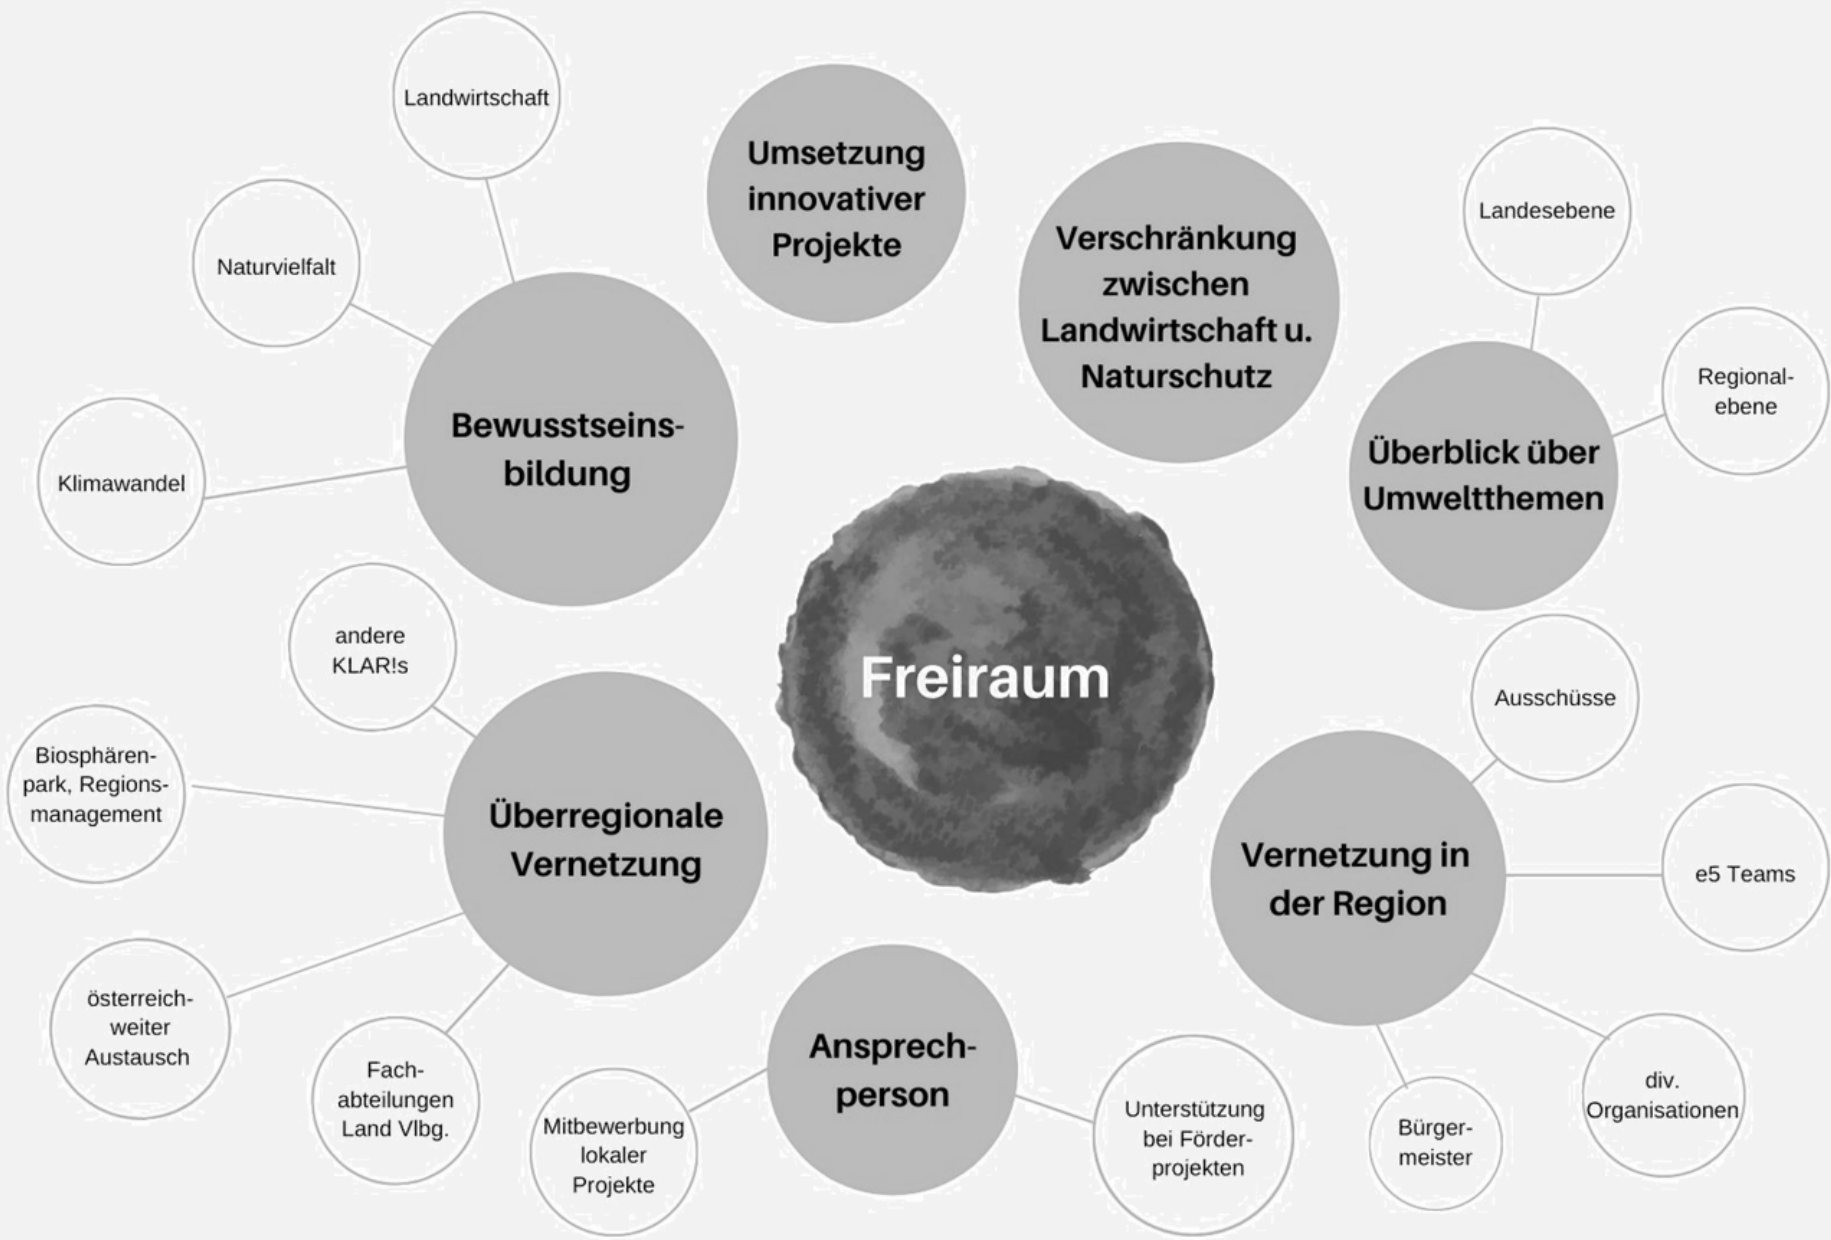 Landwirtschaft
Naturvielfalt
Klimawandel
Bewusstseins-
bildung
Umsetzung
innovativer
Projekte
Verschränkung
zwischen
Landwirtschaft u.
Naturschutz
Landesebene
Regional-
ebene
Überblick über
Umweltthemen
Freiraum
andere
KLAR!s
Biosphären-
park, Regions-
management
Überregionale
Vernetzung
österreich-
weiter
Austausch
Fach-
abteilungen
Land Vlbg.
Ansprech-
person
Mitbewerbung
lokaler
Projekte
Unterstützung
bei Förder-
projekten
Ausschüsse
Vernetzung in
der Region
e5 Teams
div.
Organisationen
Bürger-
meister